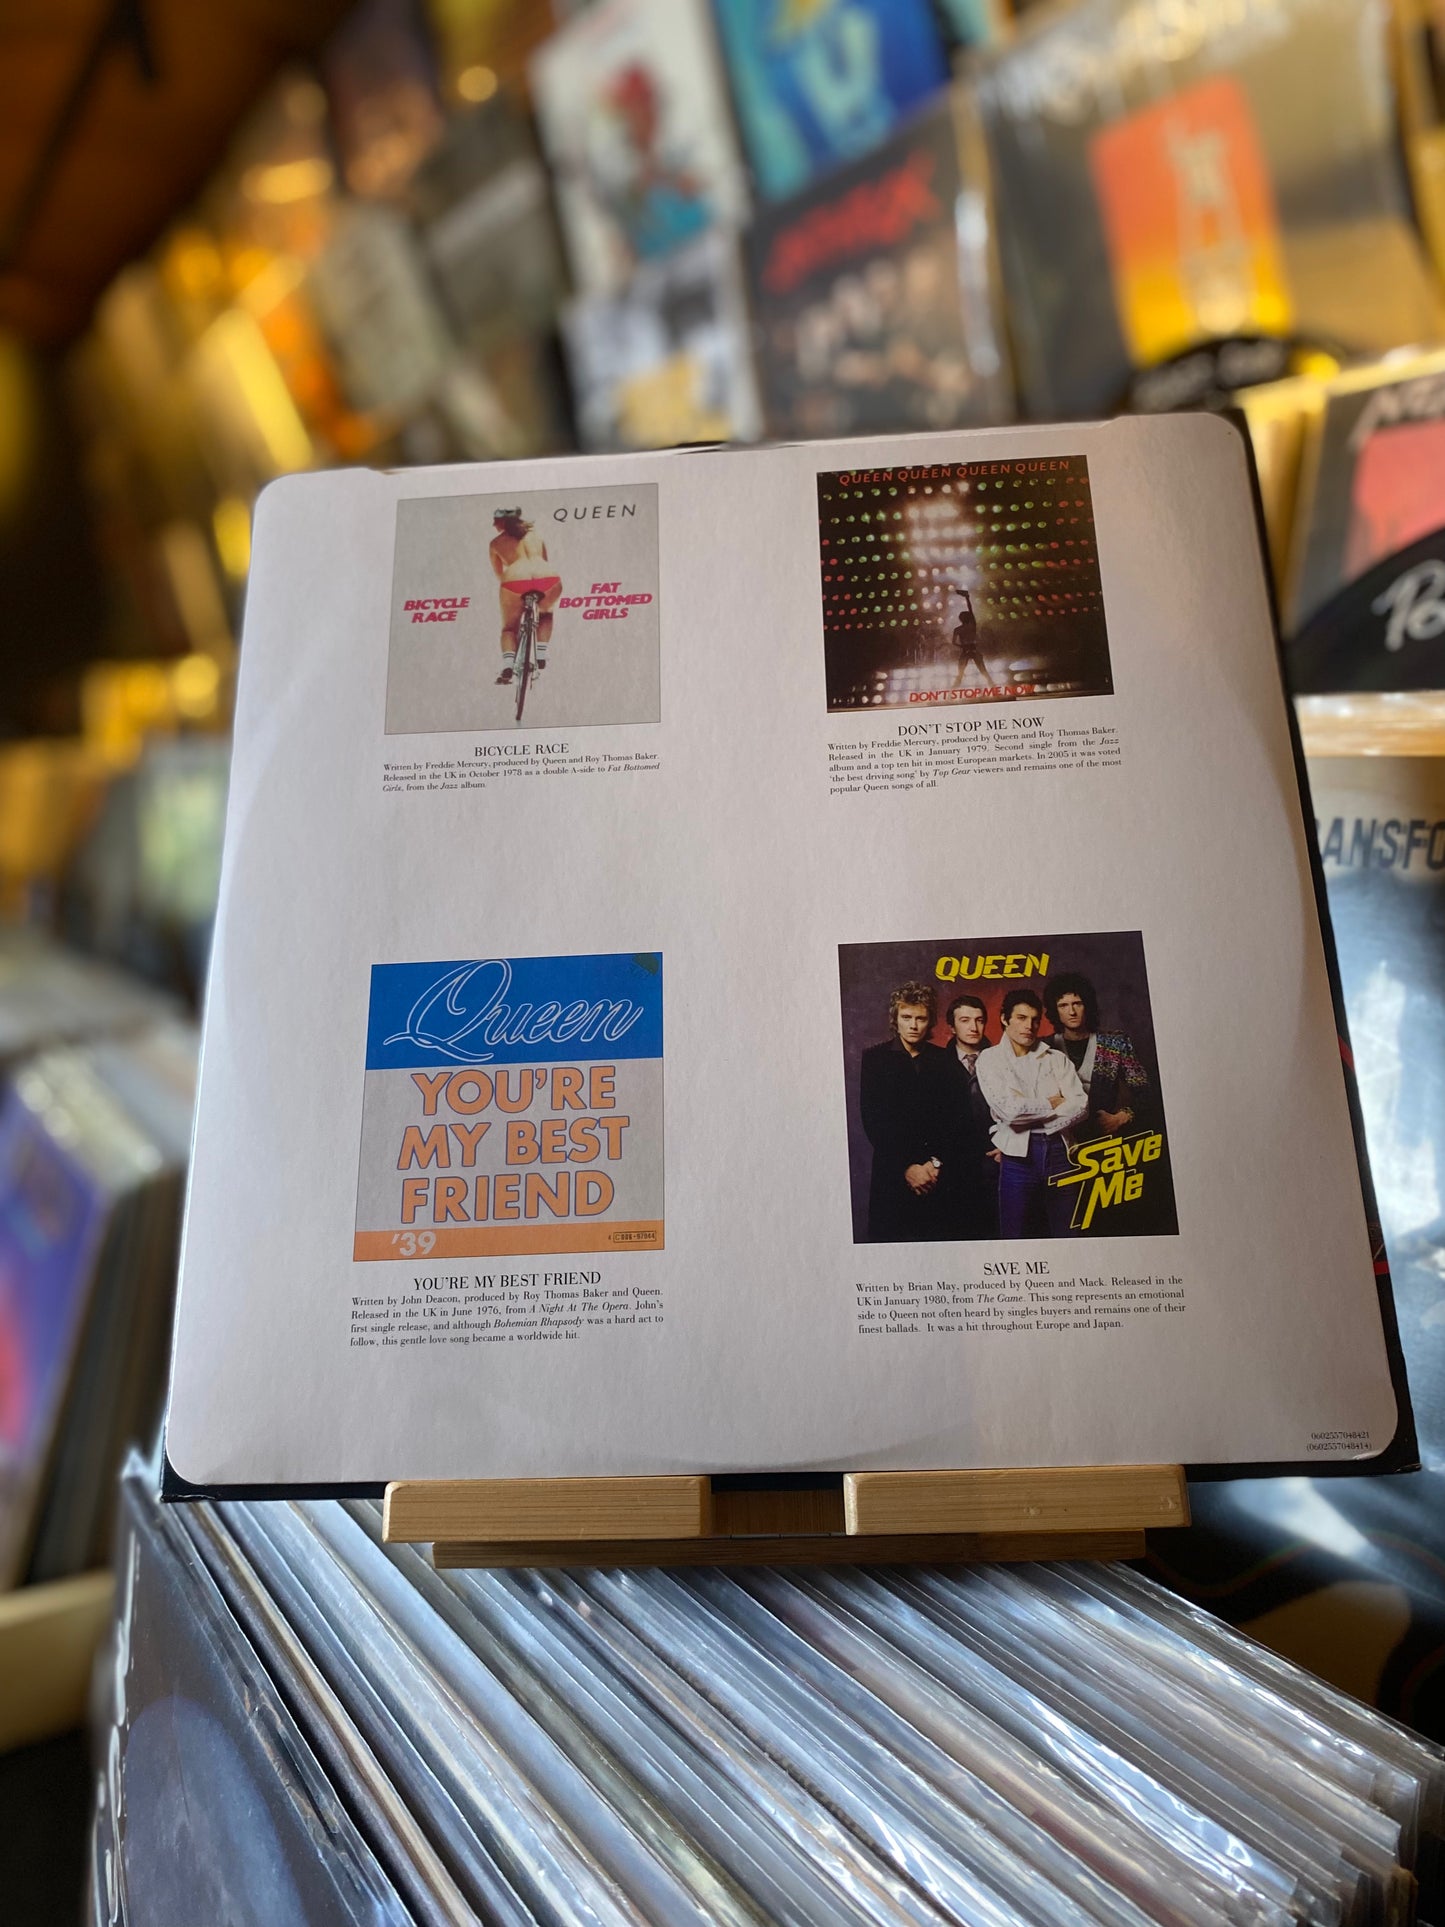 QUEEN
BICYCLE
RACE
FAT
BOTTOMED
GIRLS
BICYCLE RACE
Written by Freddie Mercury, produced by Queen and Roy Thomas Baker.
Released in the UK in October 1978 as a double A-side to Fat Bottomed
Girls, from the Jazz album.
QUEEN QUEEN QUEEN QUEEN
DON'T STOP ME NOW
DON'T STOP ME NOW
Written by Freddie Mercury, produced by Queen and Roy Thomas Baker.
Released in the UK in January 1979. Second single from the Jazz
album and a top ten hit in most European markets. In 2005 it was voted
'the best driving song' by Top Gear viewers and remains one of the most
popular Queen songs of all.
Queen
YOU'RE
MY BEST
FRIEND
'39
YOU'RE MY BEST FRIEND
Written by John Deacon, produced by Roy Thomas Baker and Queen.
Released in the UK in June 1976, from A Night At The Opera. John's
first single release, and although Bohemian Rhapsody was a hard act to
follow, this gentle love song became a worldwide hit.
QUEEN
Save
Me
SAVE ME
Written by Brian May, produced by Queen and Mack. Released in the
UK in January 1980, from The Game. This song represents an emotional
side to Queen not often heard by singles buyers and remains one of their
finest ballads. It was a hit throughout Europe and Japan.
0602557048421
(0602557048414)
ANSFO